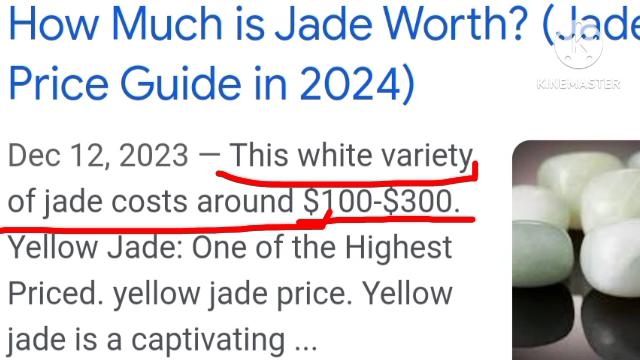 How Much is Jade Worth? (Jade
Price Guide in 2024)
KINEMASTER
Dec 12, 2023 — This white variety
of jade costs around $100-$300.
Yellow Jade: One of the Highest
Priced. yellow jade price. Yellow
jade is a captivating ...